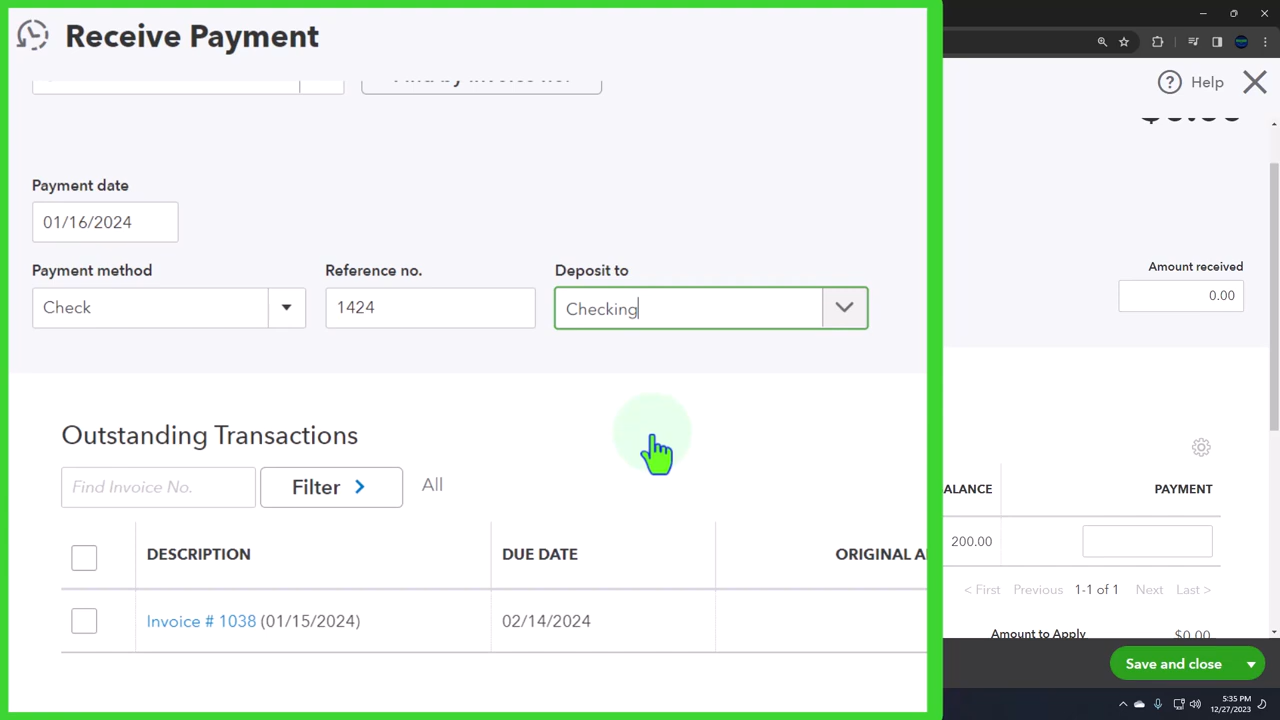 Receive Payment
Help
Payment date
01/16/2024
Payment method
Reference no.
Deposit to
Amount received
Check
1424
Checking
0.00
Outstanding Transactions
Find Invoice No.
Filter
All
DESCRIPTION
DUE DATE
ORIGINAL A
ALANCE
PAYMENT
Invoice # 1038 (01/15/2024)
02/14/2024
200.00
< First Previous 1-1 of 1 Next Last >
Amount to Apply
$0.00
Save and close
5:35 PM
12/27/2023